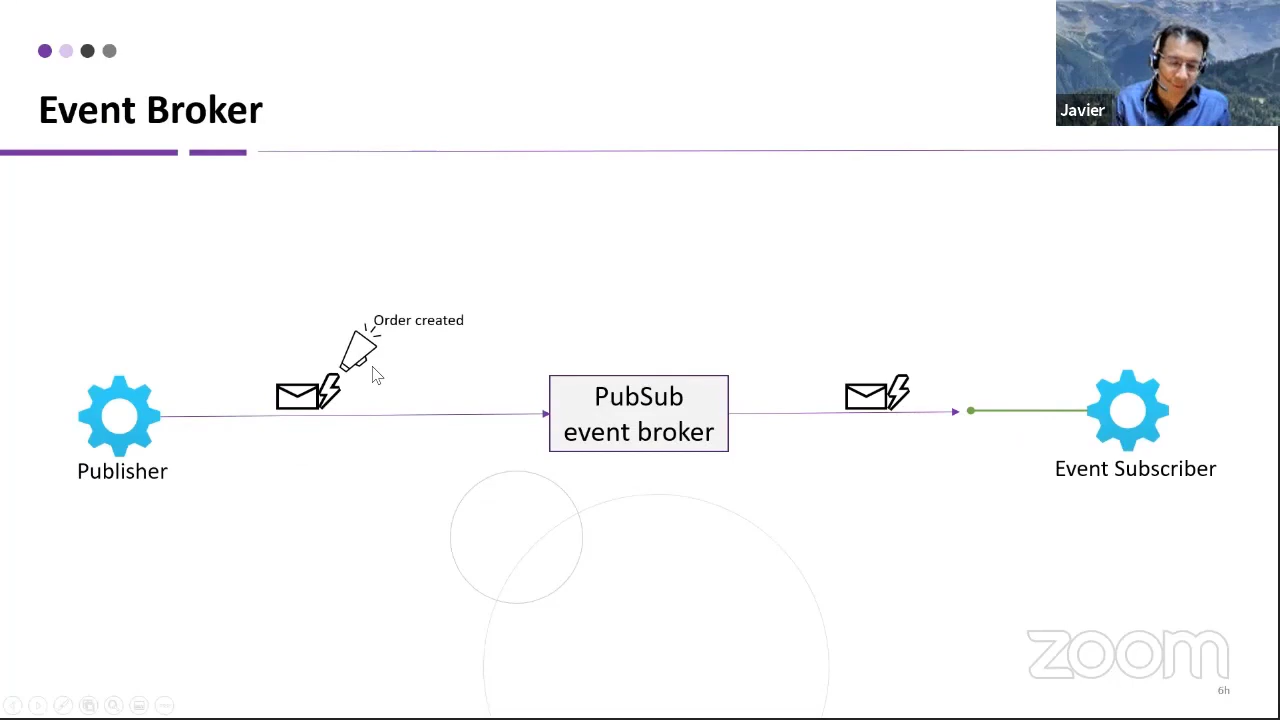 Event Broker
Javier
Order created
PubSub
event broker
Publisher
Event Subscriber
zoom
6h